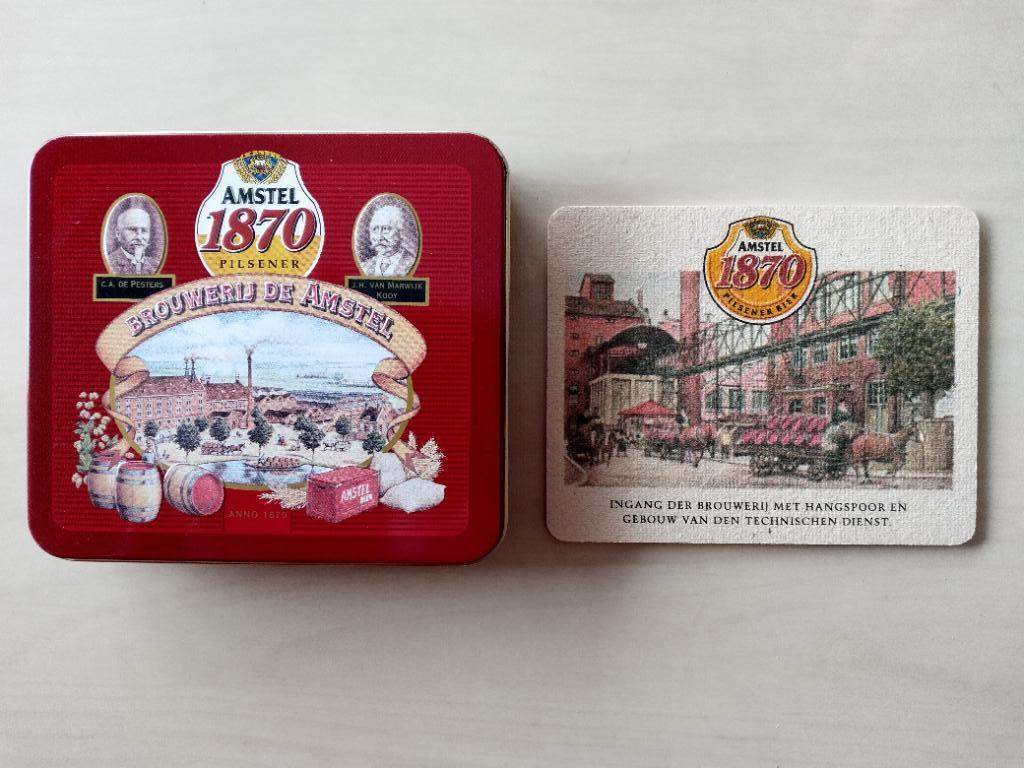 AMSTEL
1870
PILSENER
C.A. DE PESTERS
J.H. VAN MARWIJK
KOOY
BROUWERIJ DE AMSTEL
AMSTEL
BIER
ANNO 1870
AMSTEL
1870
PILSENER BIER
INGANG DER BROUWERIJ MET HANGSPOOR EN
GEBOUW VAN DEN TECHNISCHEN DIENST.